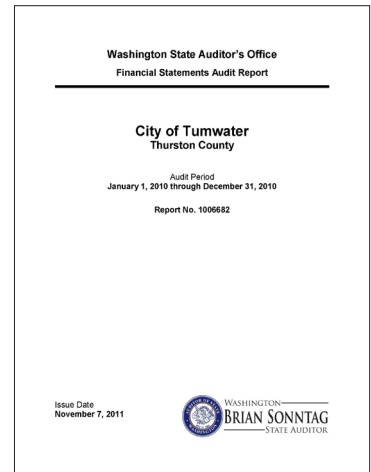 Washington State Auditor's Office
Financial Statements Audit Report
City of Tumwater
Thurston County
Audit Period
January 1, 2010 through December 31, 2010
Report No. 1006682
Issue Date
November 7, 2011
WASHINGTON
BRIAN SONNTAG
STATE AUDITOR